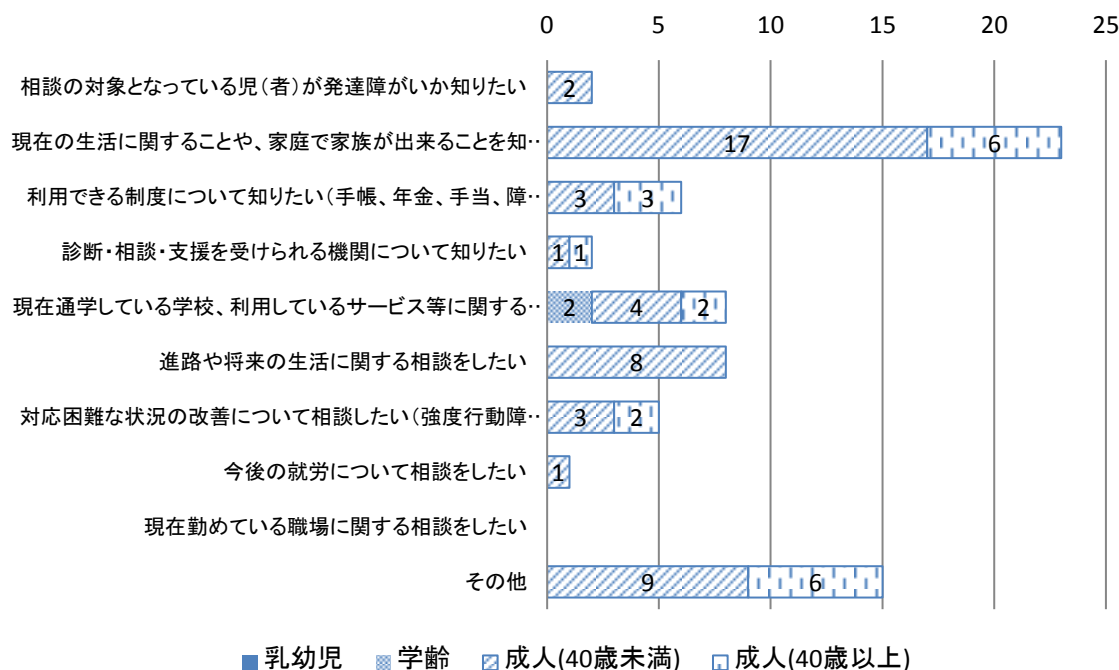 0 5 10 15 20 25
相談の対象となっている児(者)が発達障がいか知りたい
2
現在の生活に関することや、家庭で家族が出来ることを知‥
17 6
利用できる制度について知りたい(手帳、年金、手当、障‥
3 3
診断・相談・支援を受けられる機関について知りたい
1 1
現在通学している学校、利用しているサービス等に関する‥
2 4 2
進路や将来の生活に関する相談をしたい
8
対応困難な状況の改善について相談したい(強度行動障‥
3 2
今後の就労について相談をしたい
1
現在勤めている職場に関する相談をしたい
その他
9 6
乳幼児 学齢 成人(40歳未満) 成人(40歳以上)